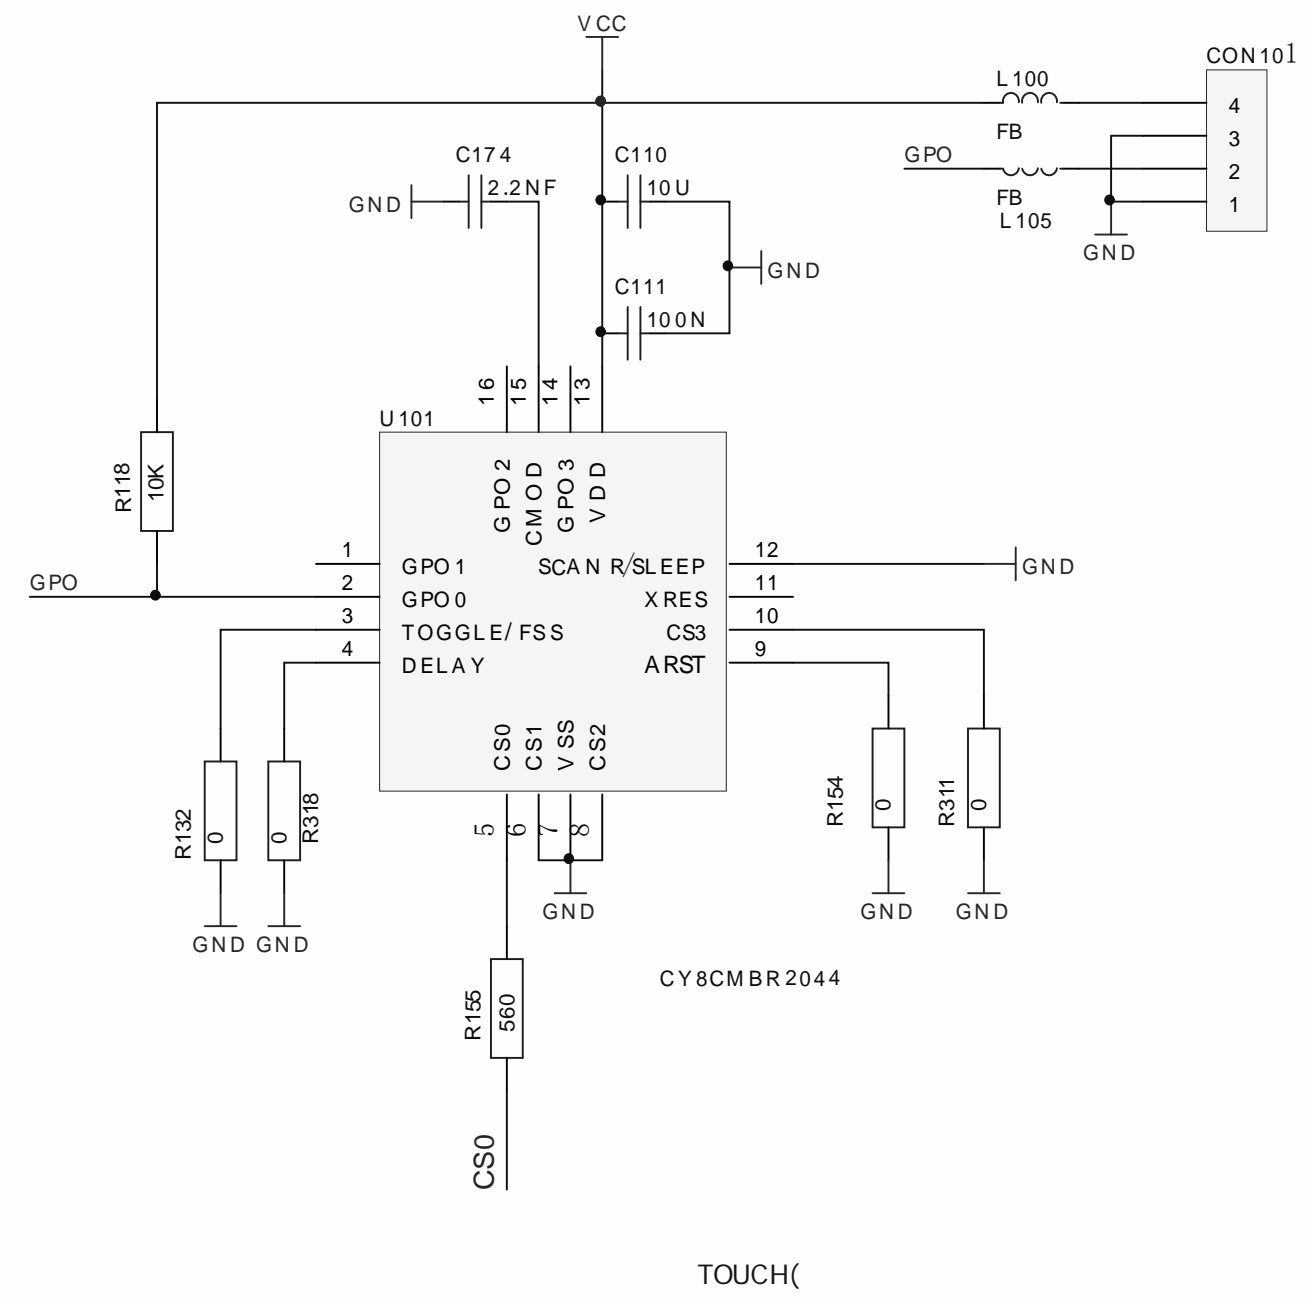 VCC
CON101
L100
4
FB
3
C174
C110
GPO
2.2NF
10U
2
GND
FB
1
L105
GND
GND
C111
100N
16
15
14
13
U101
R118
10K
GPO2
CMOD
GPO3
VDD
1
GPO1
SCAN R/SLEEP
12
GND
GPO
2
GPO0
XRES
11
3
TOGGLE/FSS
CS3
10
4
DELAY
ARST
9
CS0
CS1
VSS
CS2
R132
0
0
R318
5
6
7
8
R154
0
R311
0
GND
GND
GND
GND
GND
CY8CMBR2044
R155
560
CS0
TOUCH(